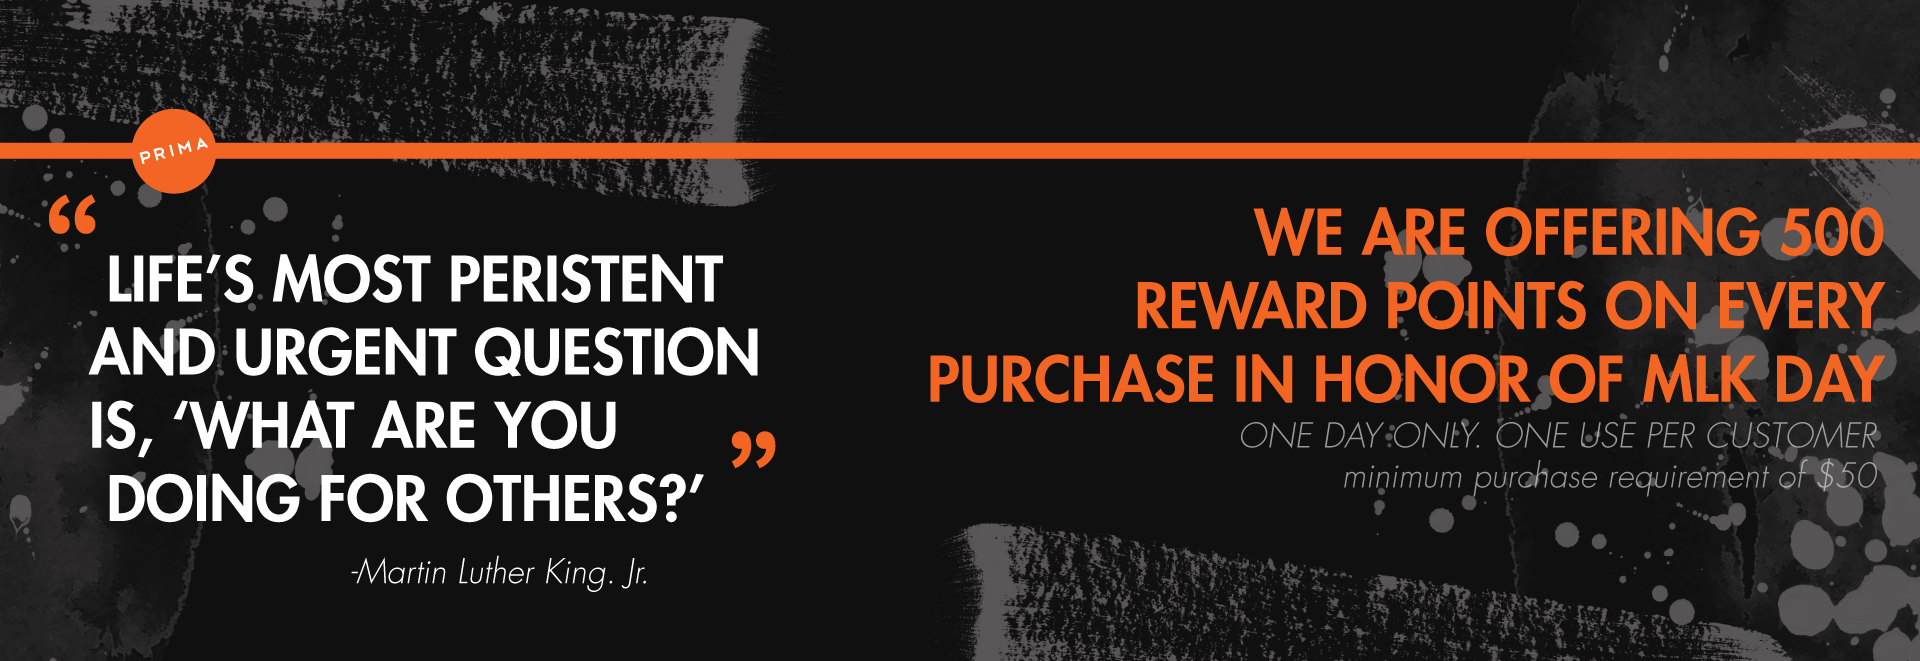 PRIMA
“
LIFE’S MOST PERISTENT
AND URGENT QUESTION
IS, ‘WHAT ARE YOU
DOING FOR OTHERS?’ ”
-Martin Luther King. Jr.
WE ARE OFFERING 500
REWARD POINTS ON EVERY
PURCHASE IN HONOR OF MLK DAY
ONE DAY ONLY. ONE USE PER CUSTOMER
minimum purchase requirement of $50